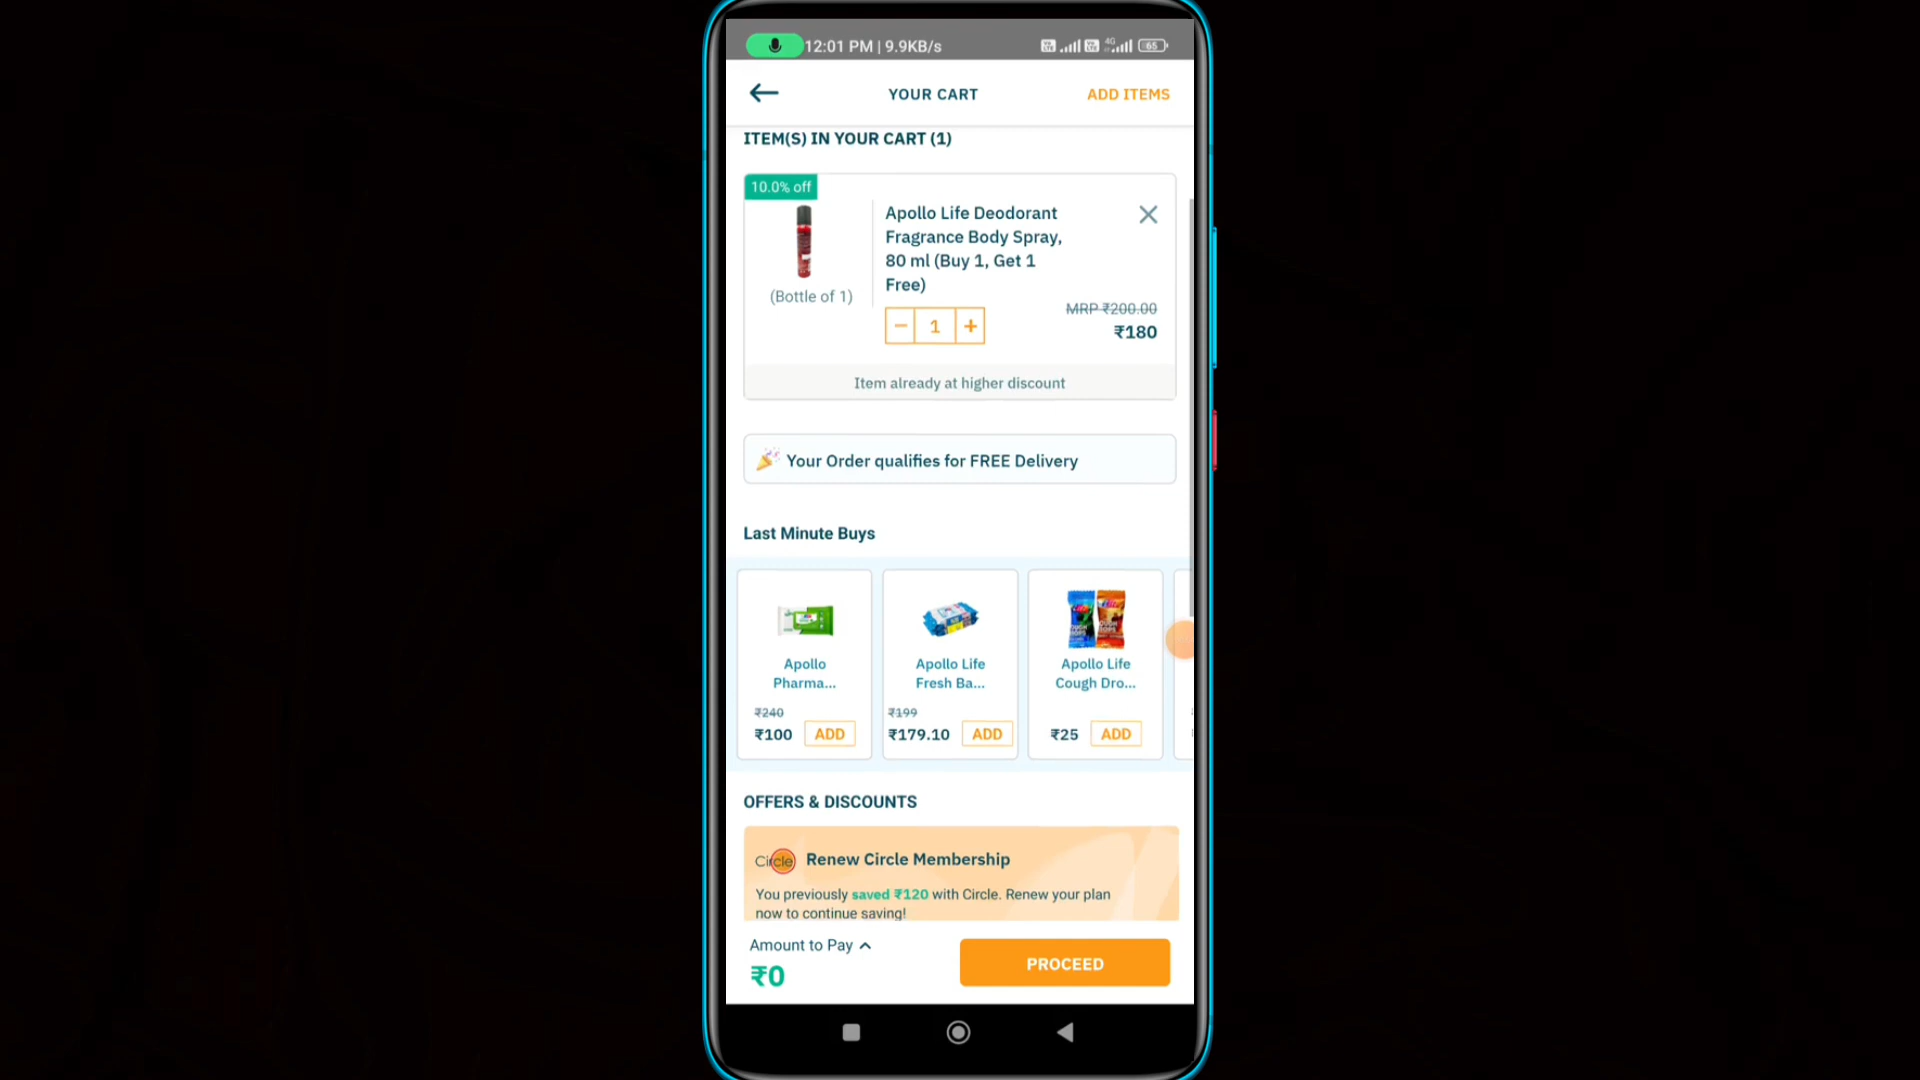 12:01 PM | 9.9KB/s
4G
65
YOUR CART
ADD ITEMS
ITEM(S) IN YOUR CART (1)
10.0% off
Apollo Life Deodorant
Fragrance Body Spray,
80 ml (Buy 1, Get 1
Free)
(Bottle of 1)
MRP ₹200.00
− 1 +
₹180
Item already at higher discount
Your Order qualifies for FREE Delivery
Last Minute Buys
Apollo
Pharma...
₹240
₹100 ADD
Apollo Life
Fresh Ba...
₹199
₹179.10 ADD
Apollo Life
Cough Dro...
₹25 ADD
OFFERS & DISCOUNTS
Circle Renew Circle Membership
You previously saved ₹120 with Circle. Renew your plan
now to continue saving!
Amount to Pay
₹0
PROCEED